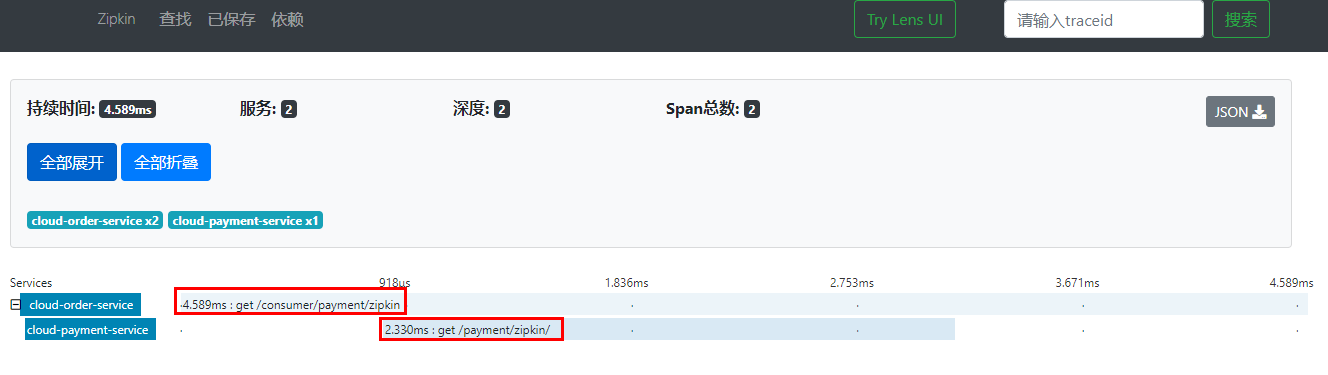 Zipkin 查找 已保存 依赖 Try Lens UI 请输入traceid 搜索
持续时间: 4.589ms 服务: 2 深度: 2 Span总数: 2 JSON
全部展开 全部折叠
cloud-order-service x2 cloud-payment-service x1
Services 918μs 1.836ms 2.753ms 3.671ms 4.589ms
cloud-order-service 4.589ms : get /consumer/payment/zipkin
cloud-payment-service 2.330ms : get /payment/zipkin/